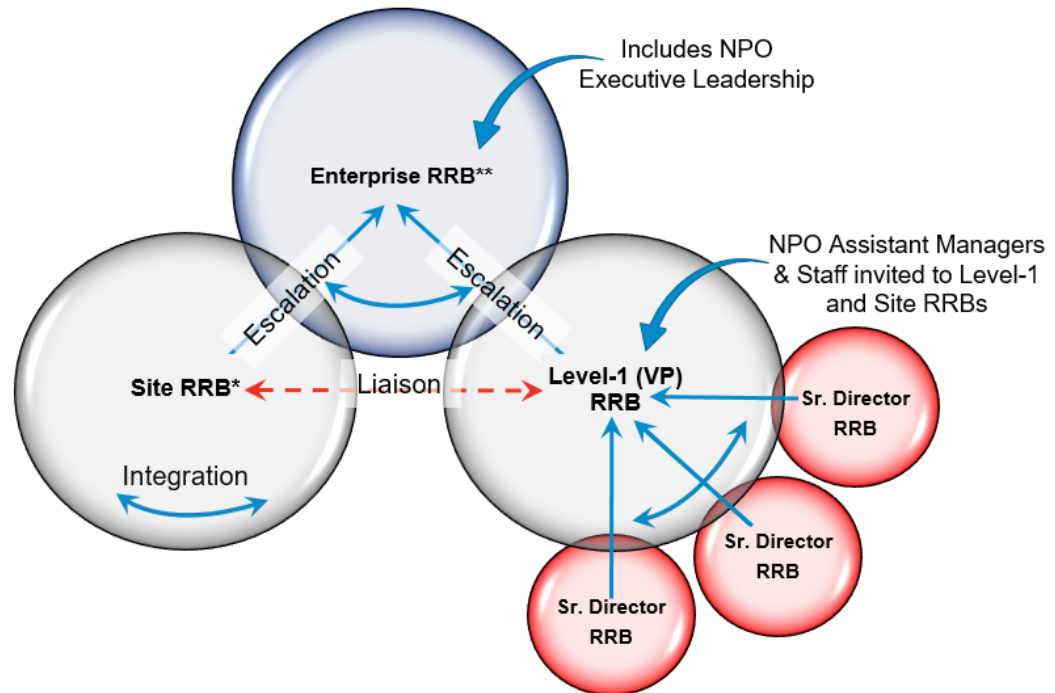 Includes NPO
Executive Leadership
Enterprise RRB**
Escalation
Escalation
NPO Assistant Managers
& Staff invited to Level-1
and Site RRBs
Site RRB*
Liaison
Level-1 (VP)
RRB
Sr. Director
RRB
Integration
Sr. Director
RRB
Sr. Director
RRB